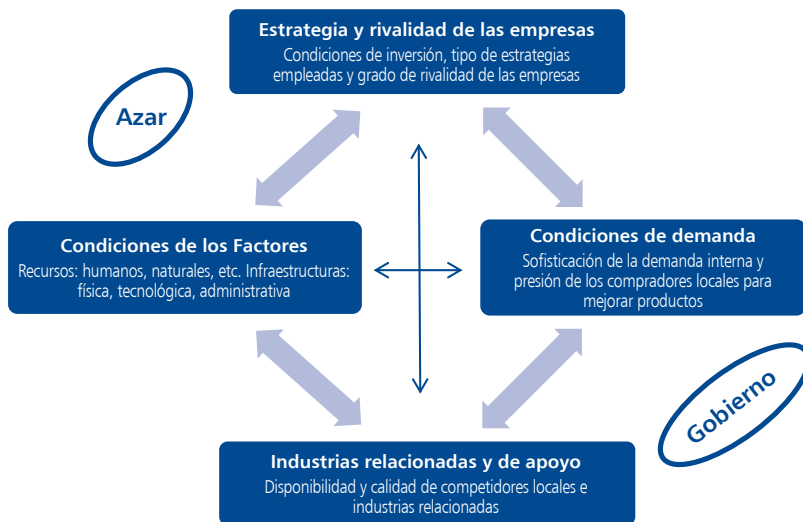 Estrategia y rivalidad de las empresas
Condiciones de inversión, tipo de estrategias
empleadas y grado de rivalidad de las empresas
Azar
Condiciones de los Factores
Recursos: humanos, naturales, etc. Infraestructuras:
física, tecnológica, administrativa
Condiciones de demanda
Sofisticación de la demanda interna y
presión de los compradores locales para
mejorar productos
Gobierno
Industrias relacionadas y de apoyo
Disponibilidad y calidad de competidores locales e
industrias relacionadas